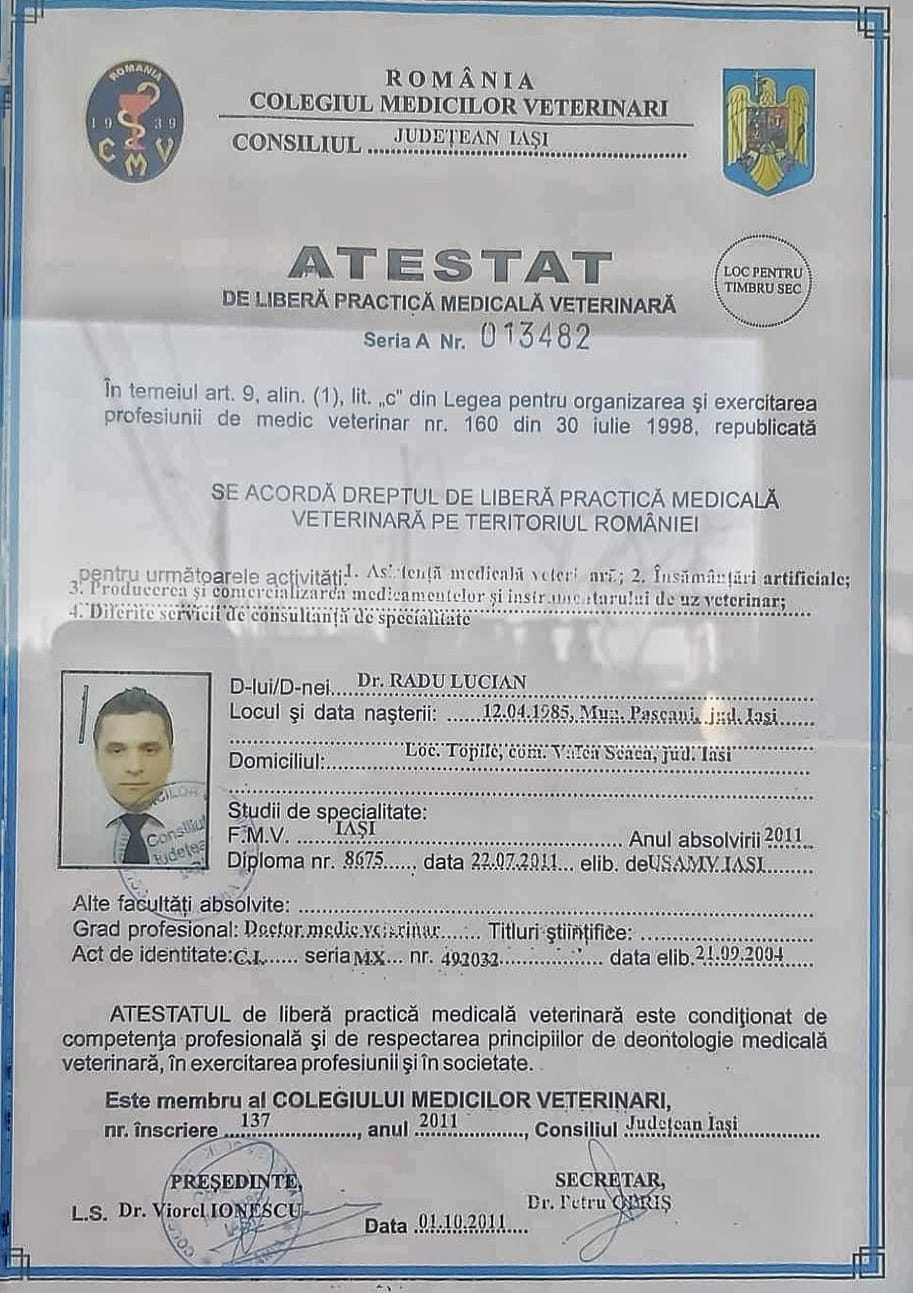 ROMANIA
1939
CMV
ROMÂNIA
COLEGIUL MEDICILOR VETERINARI
CONSILIUL JUDEȚEAN IAȘI
ATESTAT
DE LIBERĂ PRACTICĂ MEDICALĂ VETERINARĂ
Seria A Nr. 013482
LOC PENTRU
TIMBRU SEC
În temeiul art. 9, alin. (1), lit. „c" din Legea pentru organizarea şi exercitarea
profesiunii de medic veterinar nr. 160 din 30 iulie 1998, republicată
SE ACORDĂ DREPTUL DE LIBERĂ PRACTICĂ MEDICALĂ
VETERINARĂ PE TERITORIUL ROMÂNIEI
pentru următoarele activităţi: 1. Asistență medicală veterinară; 2. Însămânțări artificiale;
3. Producerea și comercializarea medicamentelor și instrumentarului de uz veterinar;
4. Diferite servicii de consultanță de specialitate
D-lui/D-nei.... Dr. RADU LUCIAN
Locul şi data naşterii: ...... 12.04.1985, Mun. Pașcani, jud. Iași......
Domiciliul:........... Loc. Topile, com. Valea Seacă, jud. Iași
Studii de specialitate:
F.M.V. ...... IAȘI ...... Anul absolvirii 2011
Diploma nr. 8675....., data 22.07.2011... elib. de USAMV IASI.......
Alte facultăţi absolvite: ......
Grad profesional: Doctor medic veterinar...... Titluri ştiinţifice: ......
Act de identitate: C.I....... seria MX... nr. 492032............... data elib. 21.09.2004.....
ATESTATUL de liberă practică medicală veterinară este condiţionat de
competenţa profesională şi de respectarea principiilor de deontologie medicală
veterinară, în exercitarea profesiunii şi în societate.
Este membru al COLEGIULUI MEDICILOR VETERINARI,
nr. înscriere ... 137 ..............., anul 2011 ..........., Consiliul Județean Iași
PREŞEDINTE,
L.S. Dr. Viorel IONESCU
SECRETAR,
Dr. Petru OPRIȘ
Data 01.10.2011....